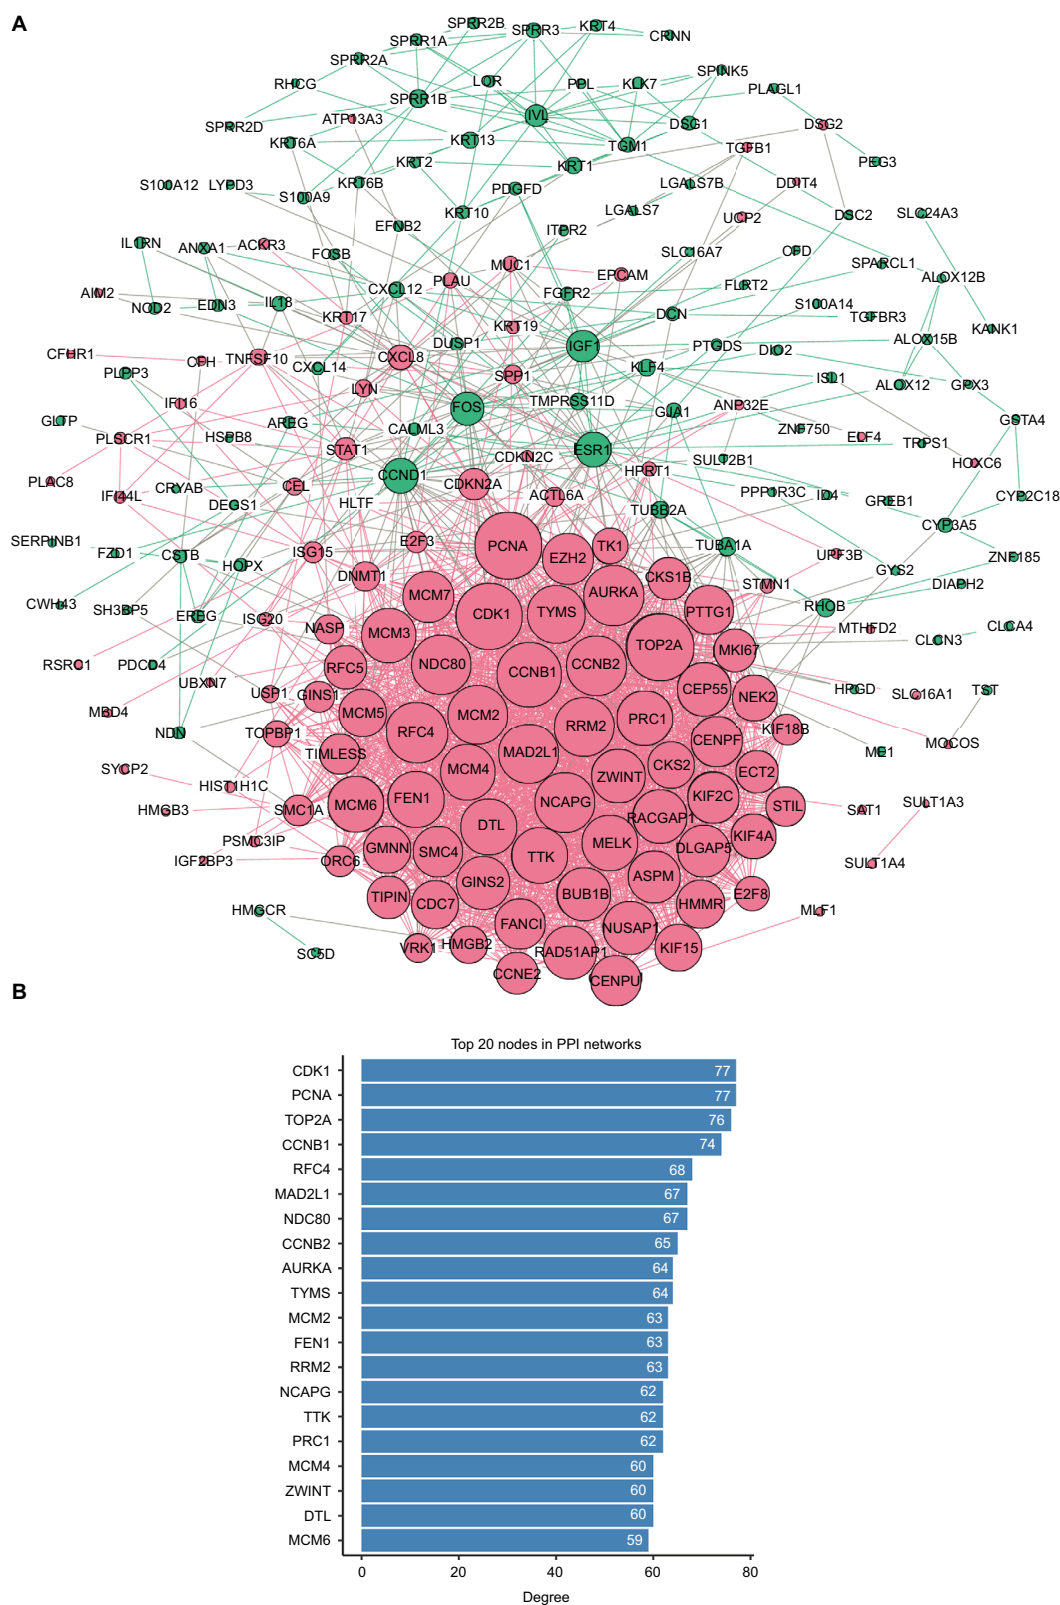 A
SPRR2B
SPRR3
KRT4
CRNN
SPRR1A
SPRR2A
RHCG
LOR
PPL
KLK7
SPINK5
PLAGL1
SPRR1B
IVL
SPRR2D
ATP13A3
DSG1
DSG2
KRT6A
KRT13
TGM1
TGFB1
KRT2
KRT1
PEG3
S100A12
LYPD3
KRT6B
S100A9
PDGFD
LGALS7B
DDIT4
KRT10
LGALS7
UCP2
DSC2
SLC24A3
EFNB2
ITPR2
IL1RN
ANXA1
ACKR3
FOSB
SLC16A7
CFD
MUC1
SPARCL1
PLAU
EPCAM
ALOX12B
AIM2
NOD2
EDN3
IL18
CXCL12
FGFR2
FLRT2
S100A14
KRT17
KRT19
DCN
TGFBR3
KANK1
CFHR1
CFH
TNFSF10
CXCL14
CXCL8
DUSP1
IGF1
PTGDS
DIO2
ALOX15B
PLPP3
LYN
SPP1
KLF4
ISL1
ALOX12
GPX3
IFI16
FOS
TMPRSS11D
GJA1
ANP32E
GLTP
AREG
CALML3
ZNF750
GSTA4
PLSCR1
HSPB8
STAT1
CDKN2C
ESR1
ELF4
TRPS1
SULT2B1
HOXC6
PLAC8
IFI44L
CRYAB
CEL
CCND1
CDKN2A
HPRT1
DEGS1
HLTF
ACTL6A
PPP1R3C
ID4
GREB1
CYP2C18
TUBB2A
CYP3A5
SERPINB1
FZD1
CSTB
HOPX
ISG15
E2F3
PCNA
EZH2
TK1
TUBA1A
UPF3B
ZNF185
GYS2
DNMT1
CKS1B
STMN1
DIAPH2
CWH43
SH3BP5
EREG
ISG20
MCM7
CDK1
TYMS
AURKA
PTTG1
RHOB
NASP
MCM3
MTHFD2
CLCN3
CLCA4
RSRC1
PDCD4
RFC5
NDC80
CCNB1
CCNB2
TOP2A
MKI67
UBXN7
USP1
GINS1
CEP55
NEK2
HPGD
SLC16A1
TST
MBD4
MCM5
MCM2
RRM2
PRC1
NDN
TOPBP1
RFC4
KIF18B
MOCOS
TIMLESS
MAD2L1
CENPF
ME1
SYCP2
MCM4
ZWINT
CKS2
ECT2
HIST1H1C
FEN1
NCAPG
KIF2C
SULT1A3
HMGB3
SMC1A
MCM6
STIL
SAT1
DTL
RACGAP1
PSMC3IP
MELK
KIF4A
IGF2BP3
ORC6
GMNN
SMC4
TTK
DLGAP5
SULT1A4
ASPM
TIPIN
GINS2
BUB1B
E2F8
CDC7
HMMR
HMGCR
MLF1
FANCI
NUSAP1
SC5D
VRK1
HMGB2
RAD51AP1
KIF15
CCNE2
CENPU
B
Top 20 nodes in PPI networks
CDK1 77
PCNA 77
TOP2A 76
CCNB1 74
RFC4 68
MAD2L1 67
NDC80 67
CCNB2 65
AURKA 64
TYMS 64
MCM2 63
FEN1 63
RRM2 63
NCAPG 62
TTK 62
PRC1 62
MCM4 60
ZWINT 60
DTL 60
MCM6 59
0 20 40 60 80
Degree